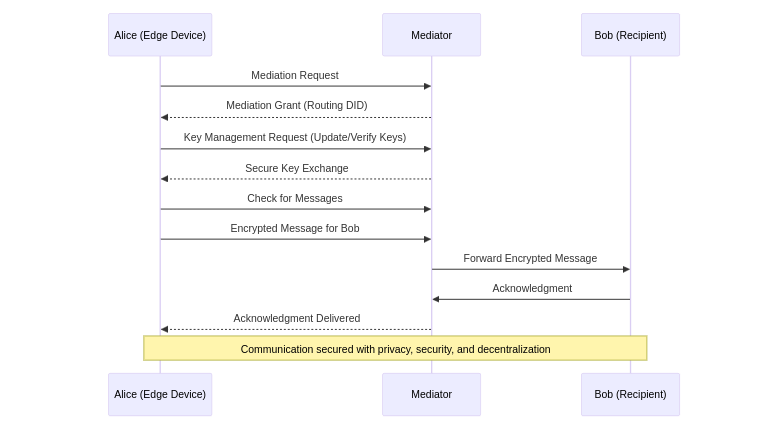 Alice (Edge Device)
Mediator
Bob (Recipient)
Mediation Request
Mediation Grant (Routing DID)
Key Management Request (Update/Verify Keys)
Secure Key Exchange
Check for Messages
Encrypted Message for Bob
Forward Encrypted Message
Acknowledgment
Acknowledgment Delivered
Communication secured with privacy, security, and decentralization
Alice (Edge Device)
Mediator
Bob (Recipient)